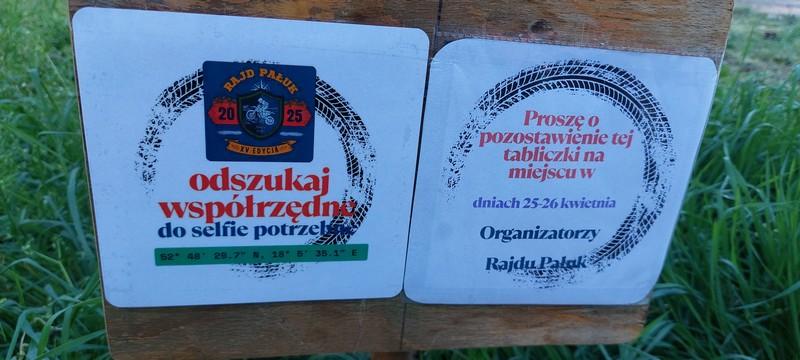 RAJD PAŁUK
20 25
XV EDYCJA
odszukaj
współrzędne
do selfie potrzebne
52° 48' 29.7" N, 18° 5' 35.1" E
Proszę o
pozostawienie tej
tabliczki na
miejscu w
dniach 25-26 kwietnia
Organizatorzy
Rajdu Pałuk